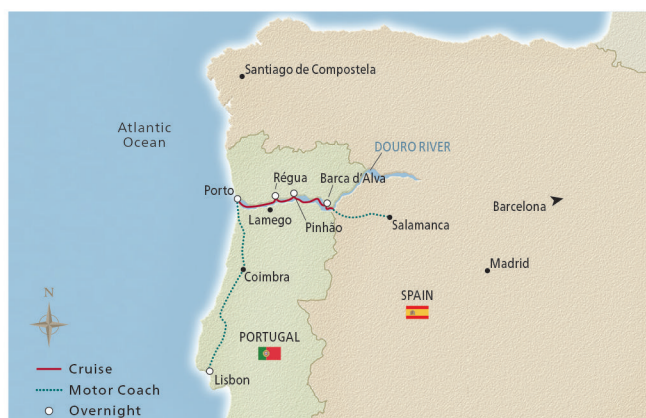 Santiago de Compostela
Atlantic
Ocean
DOURO RIVER
Régua
Barca d'Alva
Porto
Barcelona
Lamego
Pinhão
Salamanca
Madrid
Coimbra
N
SPAIN
PORTUGAL
Cruise
Lisbon
Motor Coach
Overnight